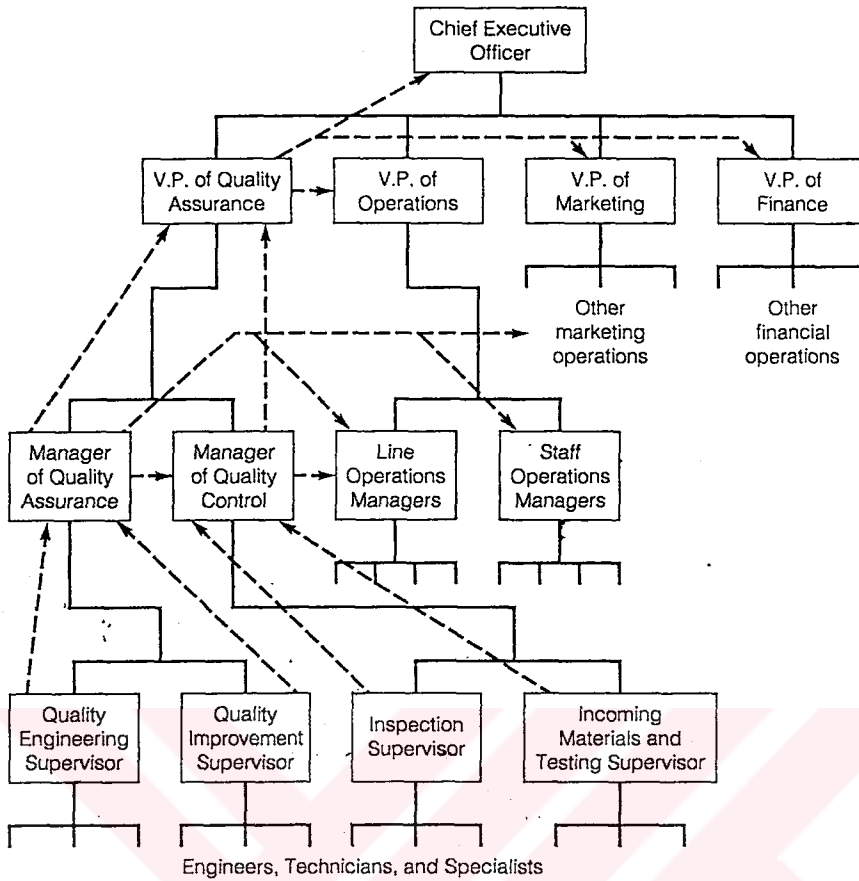 Chief Executive
Officer
V.P. of Quality
Assurance
V.P. of
Operations
V.P. of
Marketing
V.P. of
Finance
Other
marketing
operations
Other
financial
operations
Manager
of Quality
Assurance
Manager
of Quality
Control
Line
Operations
Managers
Staff
Operations
Managers
Quality
Engineering
Supervisor
Quality
Improvement
Supervisor
Inspection
Supervisor
Incoming
Materials and
Testing Supervisor
Engineers, Technicians, and Specialists